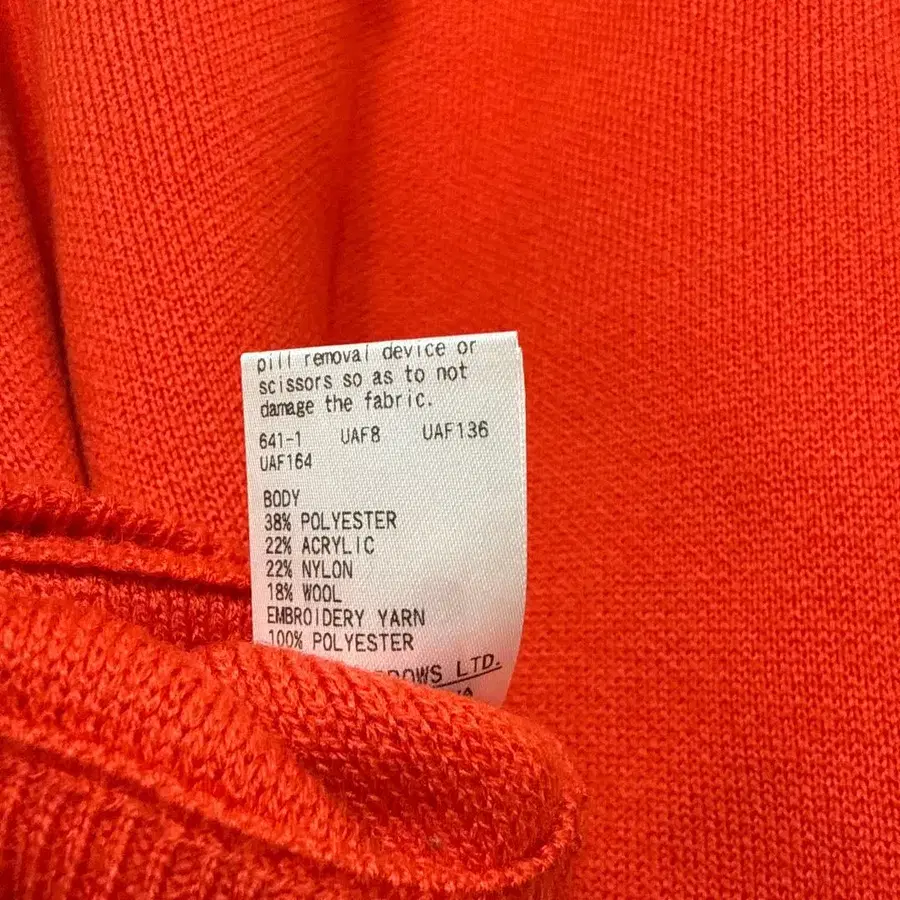 pill removal device or
scissors so as to not
damage the fabric.
641-1 UAF8 UAF136
UAF164
BODY
38% POLYESTER
22% ACRYLIC
22% NYLON
18% WOOL
EMBROIDERY YARN
100% POLYESTER
LTD.